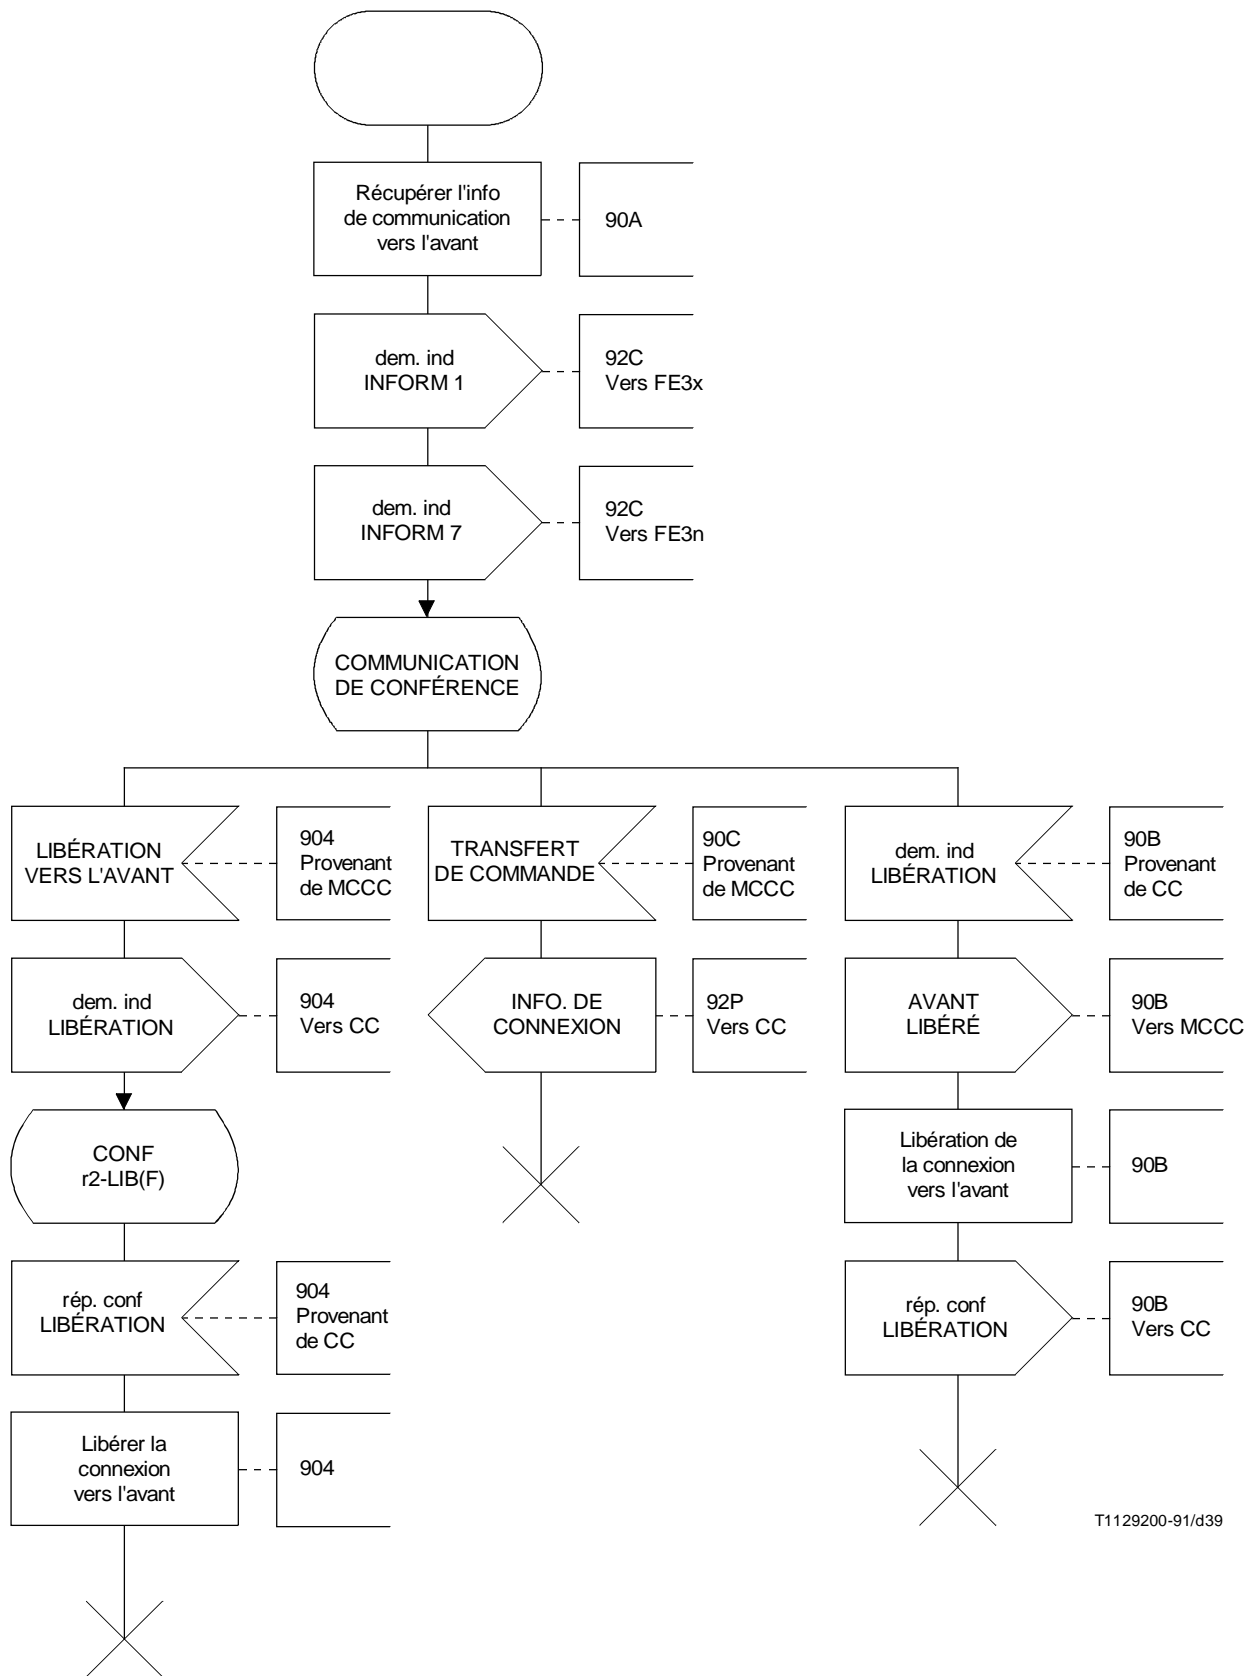 Récupérer l'info
de communication
vers l'avant
90A
dem. ind
INFORM 1
92C
Vers FE3x
dem. ind
INFORM 7
92C
Vers FE3n
COMMUNICATION
DE CONFÉRENCE
LIBÉRATION
VERS L'AVANT
904
Provenant
de MCCC
TRANSFERT
DE COMMANDE
90C
Provenant
de MCCC
dem. ind
LIBÉRATION
90B
Provenant
de CC
dem. ind
LIBÉRATION
904
Vers CC
INFO. DE
CONNEXION
92P
Vers CC
AVANT
LIBÉRÉ
90B
Vers MCCC
CONF
r2-LIB(F)
Libération de
la connexion
vers l'avant
90B
rép. conf
LIBÉRATION
904
Provenant
de CC
rép. conf
LIBÉRATION
90B
Vers CC
Libérer la
connexion
vers l'avant
904
T1129200-91/d39